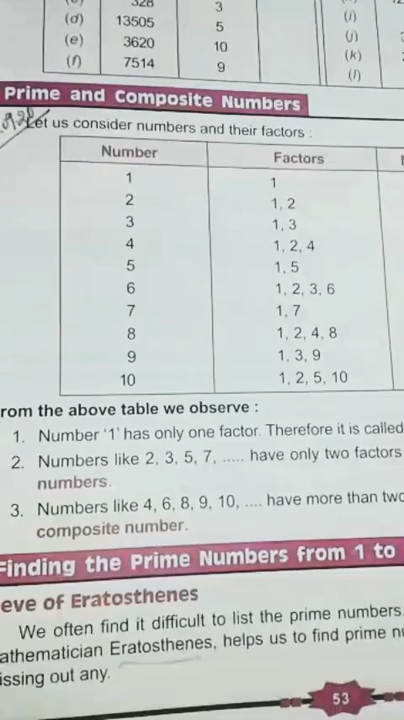 328 3
(d) 13505 5 (i)
(e) 3620 10 (j)
(f) 7514 9 (k)
(l)
Prime and Composite Numbers
Let us consider numbers and their factors :
Number Factors
1 1
2 1, 2
3 1, 3
4 1, 2, 4
5 1, 5
6 1, 2, 3, 6
7 1, 7
8 1, 2, 4, 8
9 1, 3, 9
10 1, 2, 5, 10
rom the above table we observe :
1. Number '1' has only one factor. Therefore it is called
2. Numbers like 2, 3, 5, 7, ..... have only two factors
numbers.
3. Numbers like 4, 6, 8, 9, 10, .... have more than two
composite number.
Finding the Prime Numbers from 1 to
eve of Eratosthenes
We often find it difficult to list the prime numbers.
athematician Eratosthenes, helps us to find prime
issing out any.
53